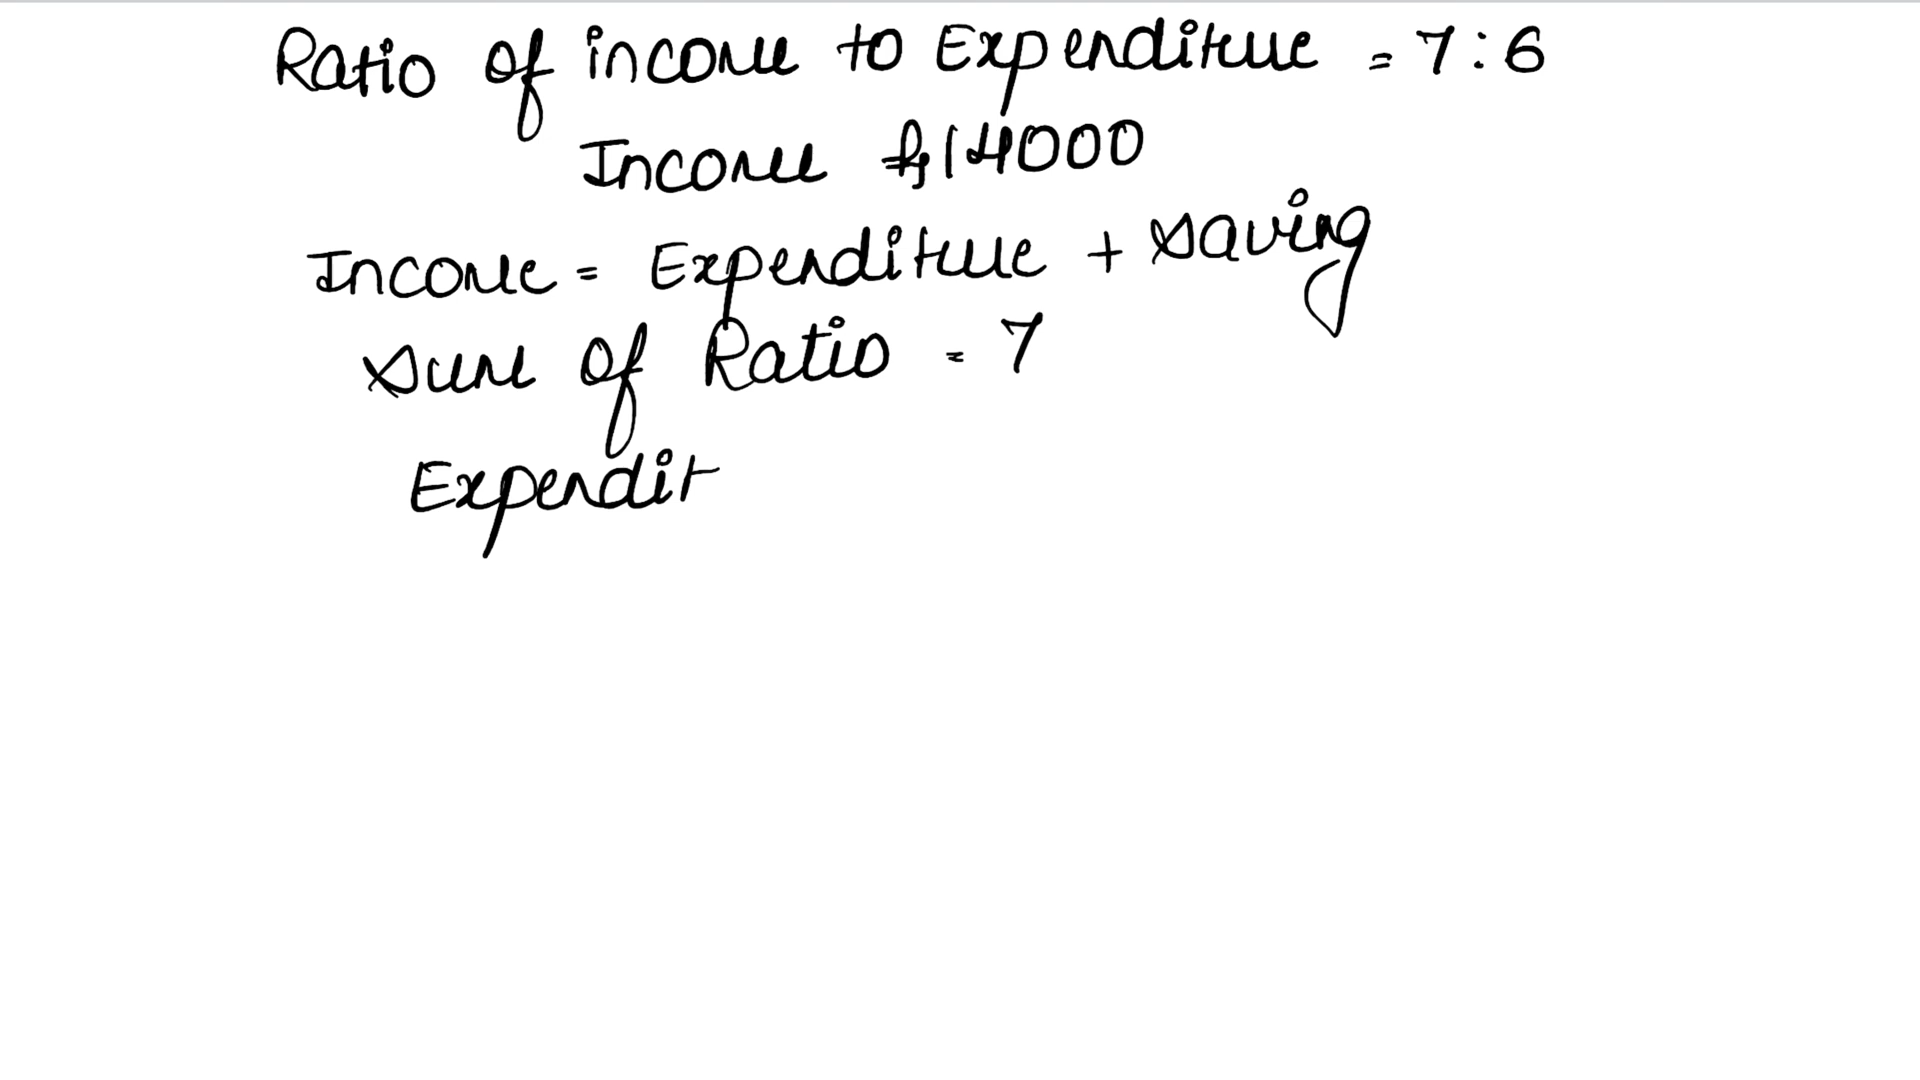 Ratio of income to Expenditure = 7:6
Income ₹14000
Income = Expenditure + saving
Sum of Ratio = 7
Expendit